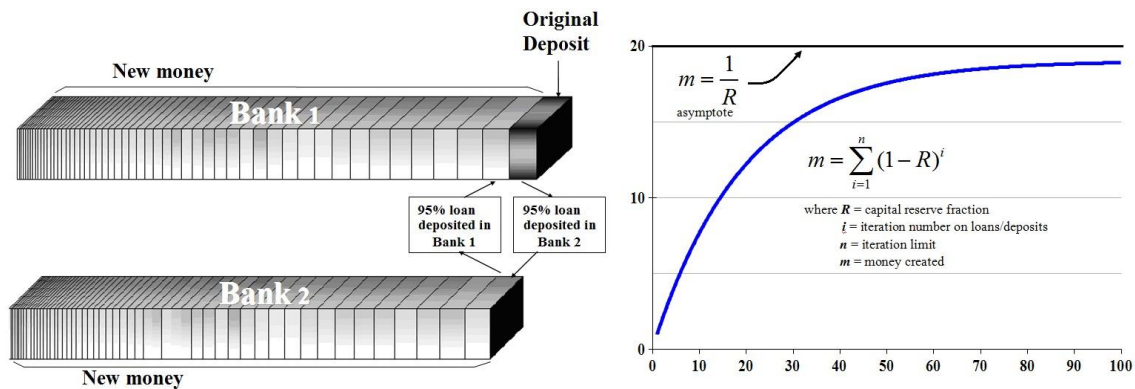 Original
Deposit
New money
Bank 1
95% loan
deposited in
Bank 1
95% loan
deposited in
Bank 2
Bank 2
New money
20
10
0
m = 1/R
asymptote
m = ∑_{i=1}^{n} (1 − R)^i
where R = capital reserve fraction
i = iteration number on loans/deposits
n = iteration limit
m = money created
0 10 20 30 40 50 60 70 80 90 100